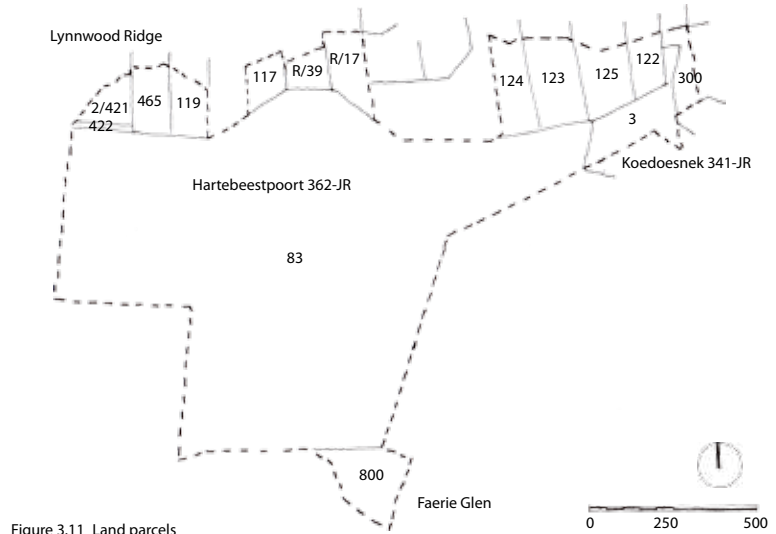 Lynnwood Ridge
R/17
117
R/39
122
124
123
125
300
2/421
465
119
422
3
Koedoesnek 341-JR
Hartebeestpoort 362-JR
83
800
Faerie Glen
0 250 500
Figure 3.11 Land parcels